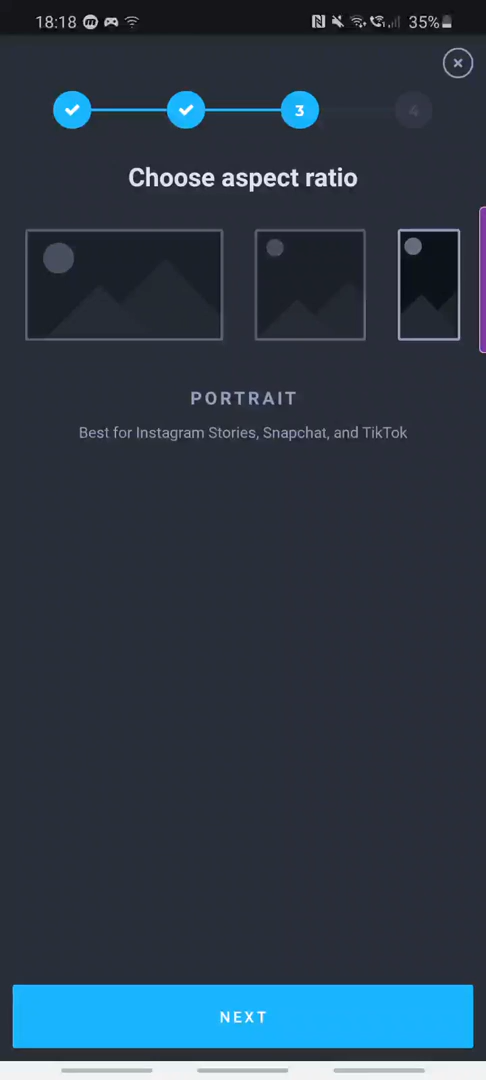 18:18 35%
3 4
Choose aspect ratio
PORTRAIT
Best for Instagram Stories, Snapchat, and TikTok
NEXT